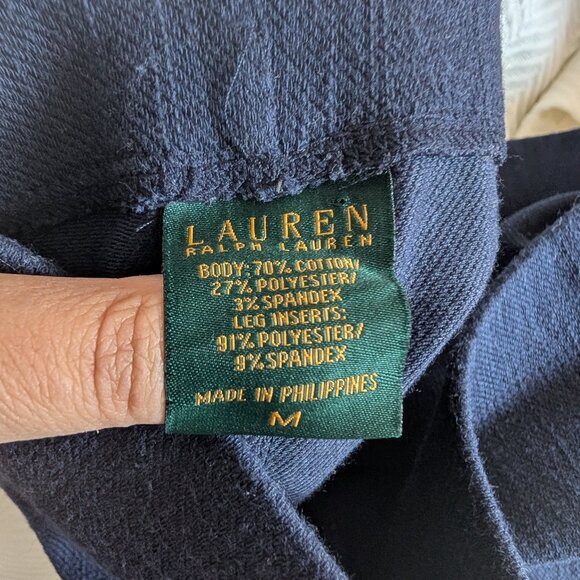 LAUREN
RALPH LAUREN
BODY: 70% COTTON/
27% POLYESTER/
3% SPANDEX
LEG INSERTS:
91% POLYESTER/
9% SPANDEX
MADE IN PHILIPPINES
M